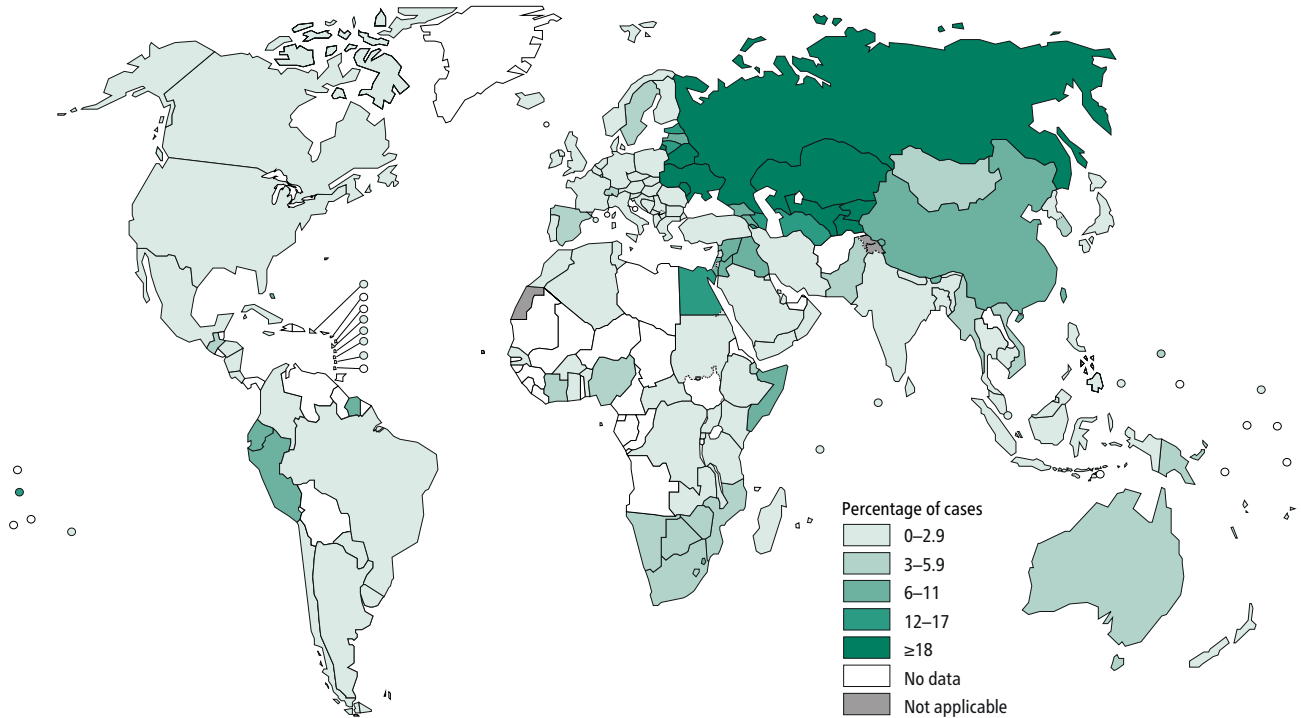 Percentage of cases
0–2.9
3–5.9
6–11
12–17
≥18
No data
Not applicable